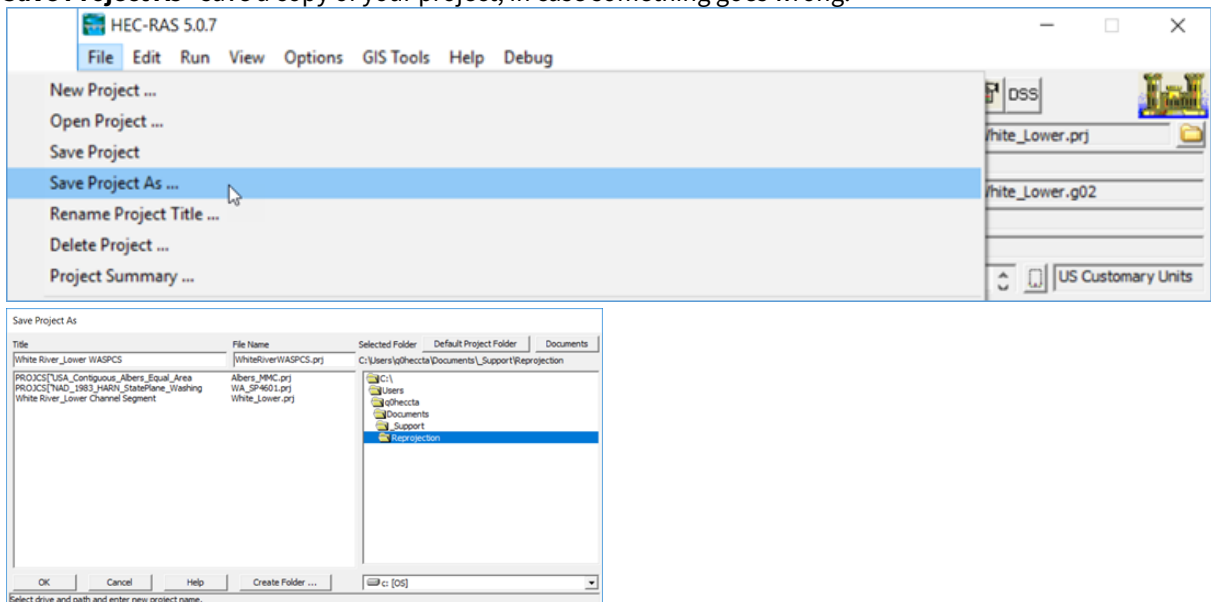 HEC-RAS 5.0.7
File Edit Run View Options GIS Tools Help Debug
New Project ...
Open Project ...
Save Project
Save Project As ...
Rename Project Title ...
Delete Project ...
Project Summary ...
DSS
White_Lower.prj
White_Lower.g02
US Customary Units
Save Project As
Title File Name Selected Folder Default Project Folder Documents
White River_Lower WASPCS WhiteRiverWASPCS.prj C:\Users\q0heccta\Documents\_Support\Reprojection
PROJCS["USA_Contiguous_Albers_Equal_Area Albers_MMC.prj
PROJCS["NAD_1983_HARN_StatePlane_Washing WA_SP4601.prj
White River_Lower Channel Segment White_Lower.prj
C:\
Users
q0heccta
Documents
_Support
Reprojection
OK Cancel Help Create Folder ... c: [OS]
Select drive and path and enter new project name.